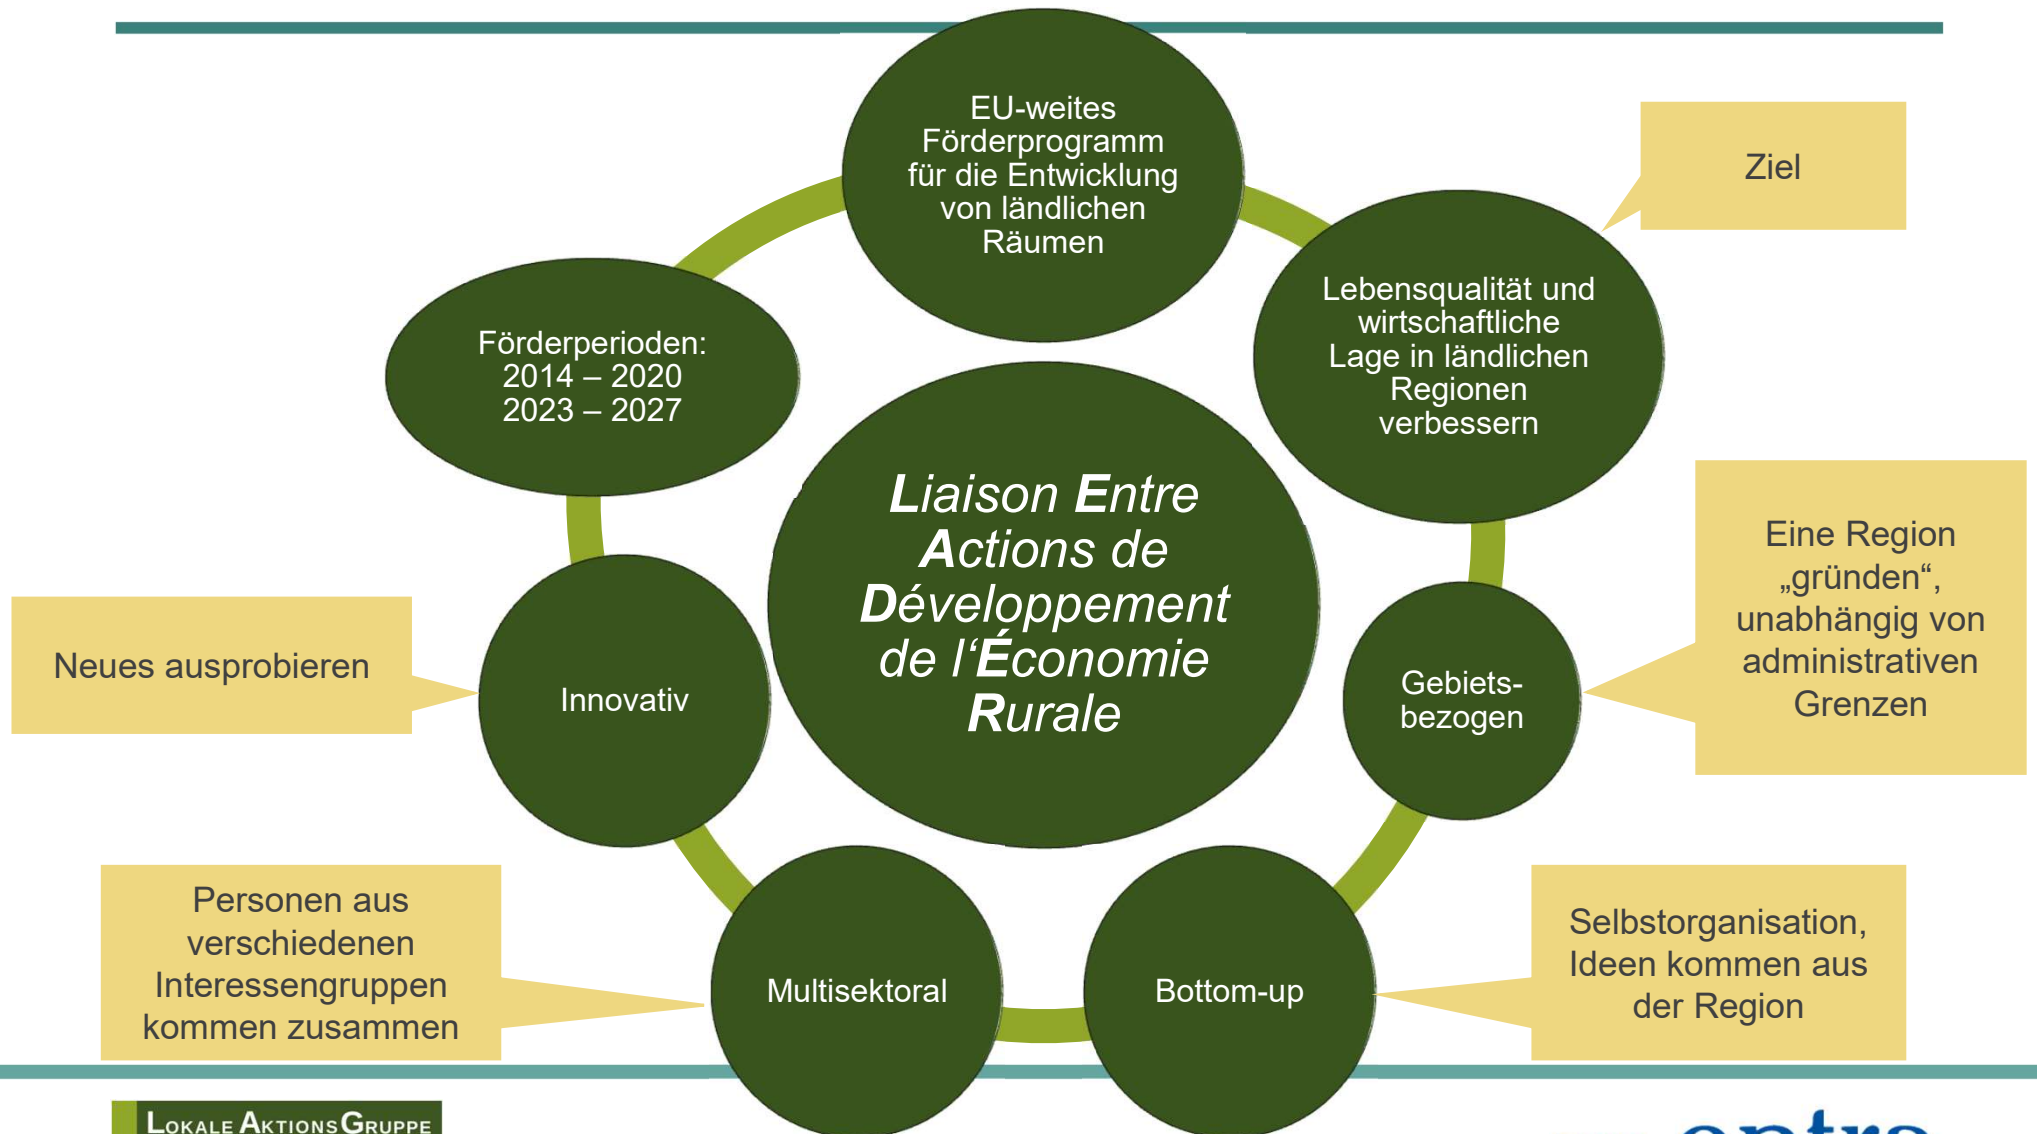 EU-weites
Förderprogramm
für die Entwicklung
von ländlichen
Räumen
Ziel
Lebensqualität und
wirtschaftliche
Lage in ländlichen
Regionen
verbessern
Förderperioden:
2014 – 2020
2023 – 2027
Liaison Entre
Actions de
Développement
de l‘Économie
Rurale
Eine Region
„gründen“,
unabhängig von
administrativen
Grenzen
Gebiets-
bezogen
Neues ausprobieren
Innovativ
Personen aus
verschiedenen
Interessengruppen
kommen zusammen
Multisektoral
Bottom-up
Selbstorganisation,
Ideen kommen aus
der Region
LOKALE AKTIONSGRUPPE